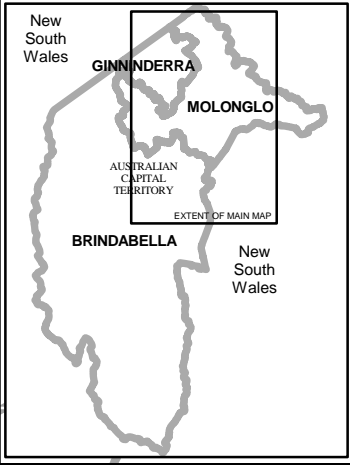 New
South
Wales
GINNINDERRA
MOLONGLO
AUSTRALIAN
CAPITAL
TERRITORY
EXTENT OF MAIN MAP
BRINDABELLA
New
South
Wales